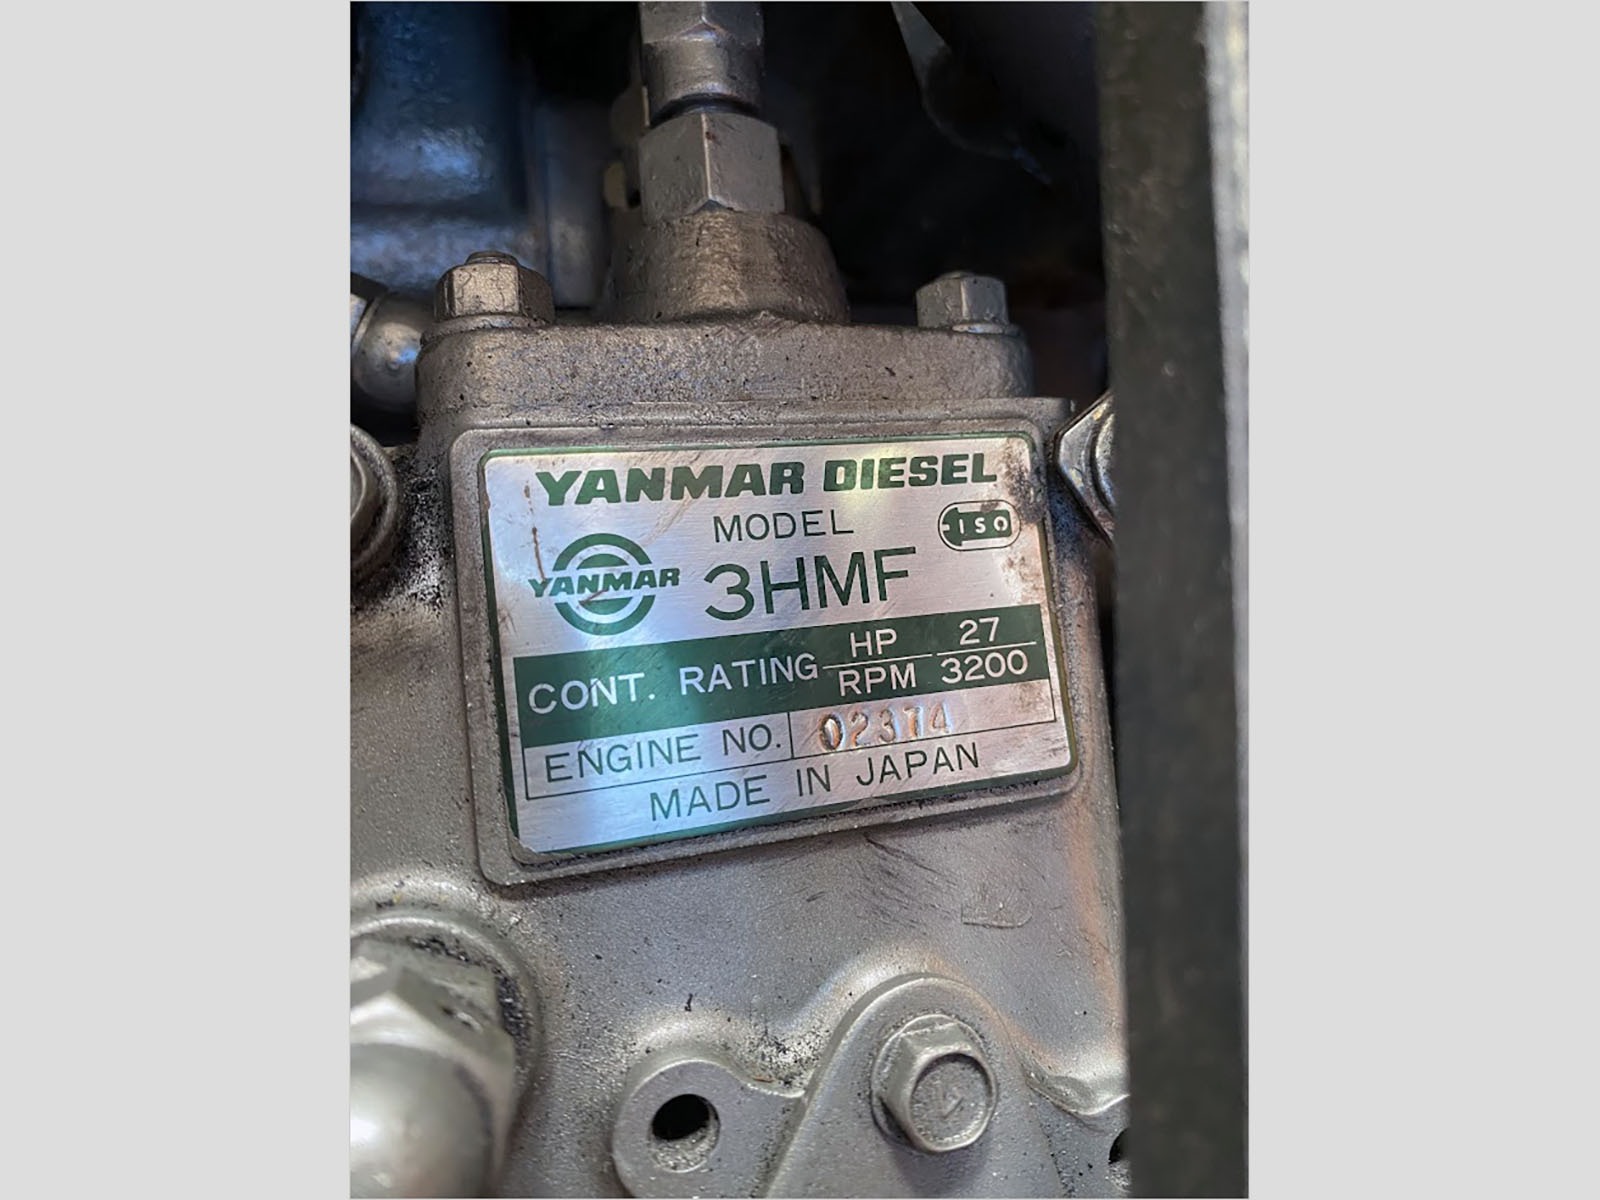 YANMAR DIESEL
MODEL
ISO
YANMAR
3HMF
CONT. RATING HP 27
RPM 3200
ENGINE NO. 02374
MADE IN JAPAN